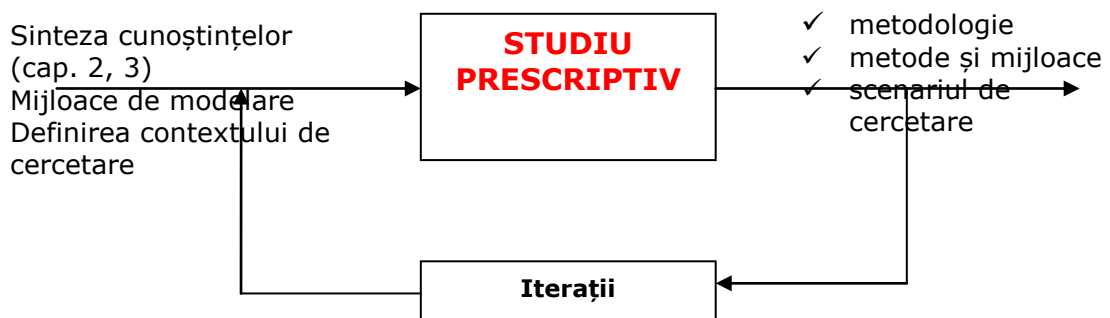 Sinteza cunoștințelor
(cap. 2, 3)
Mijloace de modelare
Definirea contextului de
cercetare
STUDIU
PRESCRIPTIV
✓ metodologie
✓ metode și mijloace
✓ scenariul de
cercetare
Iterații